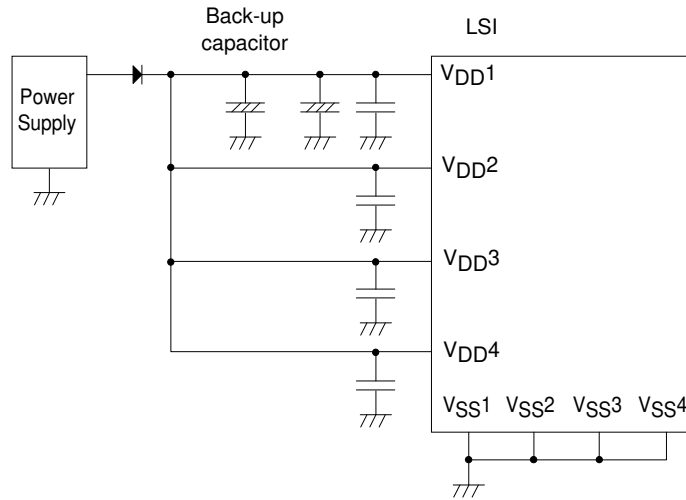 Back-up
capacitor
LSI
Power
Supply
VDD1
VDD2
VDD3
VDD4
VSS1 VSS2 VSS3 VSS4